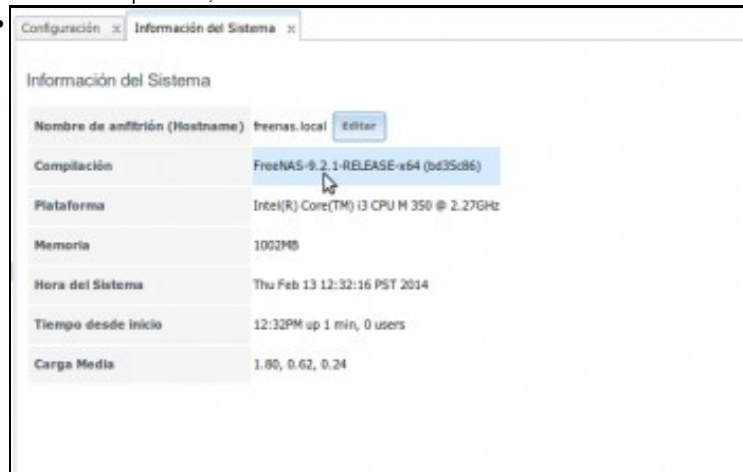 Configuración x Información del Sistema x
Información del Sistema
Nombre de anfitrión (Hostname) freenas.local Editar
Compilación FreeNAS-9.2.1-RELEASE-x64 (bd35c86)
Plataforma Intel(R) Core(TM) i3 CPU M 350 @ 2.27GHz
Memoria 1002MB
Hora del Sistema Thu Feb 13 12:32:16 PST 2014
Tiempo desde inicio 12:32PM up 1 min, 0 users
Carga Media 1.80, 0.62, 0.24